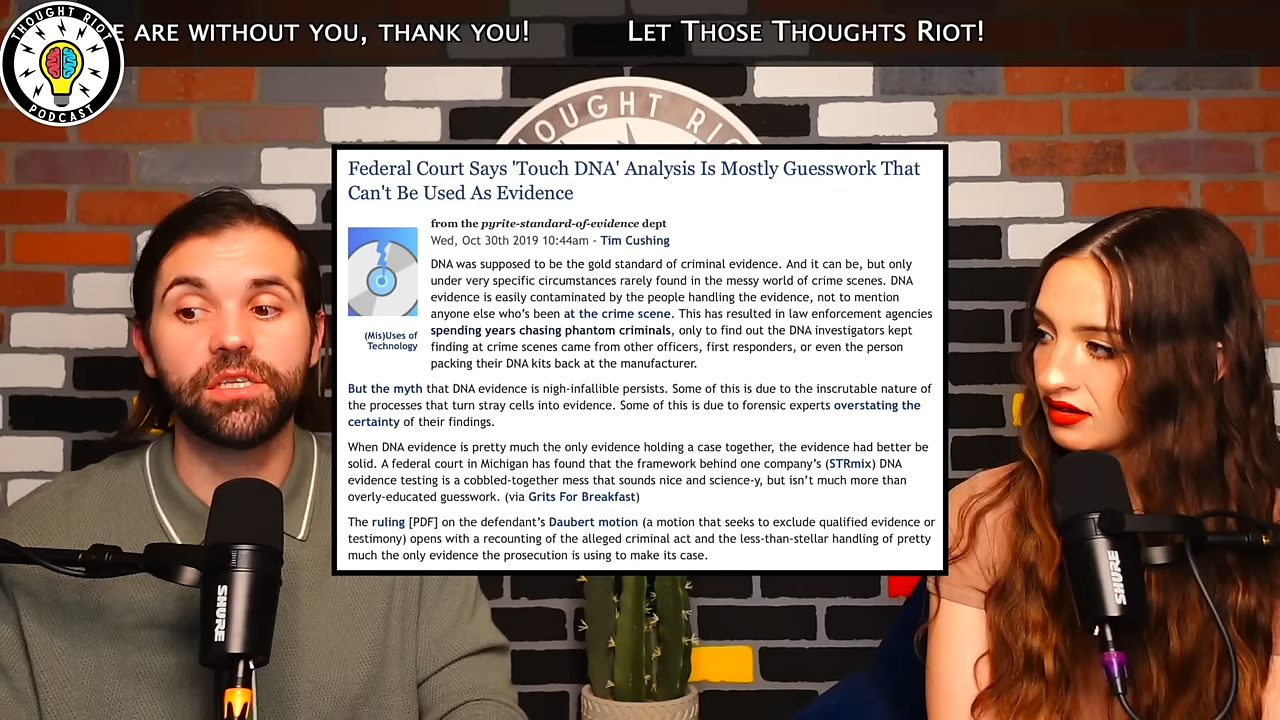 E ARE WITHOUT YOU, THANK YOU! LET THOSE THOUGHTS RIOT!
THOUGHT RIOT
PODCAST
THOUGHT RIO
Federal Court Says 'Touch DNA' Analysis Is Mostly Guesswork That
Can't Be Used As Evidence
from the pyrite-standard-of-evidence dept
Wed, Oct 30th 2019 10:44am - Tim Cushing
(Mis)Uses of
Technology
DNA was supposed to be the gold standard of criminal evidence. And it can be, but only
under very specific circumstances rarely found in the messy world of crime scenes. DNA
evidence is easily contaminated by the people handling the evidence, not to mention
anyone else who's been at the crime scene. This has resulted in law enforcement agencies
spending years chasing phantom criminals, only to find out the DNA investigators kept
finding at crime scenes came from other officers, first responders, or even the person
packing their DNA kits back at the manufacturer.
But the myth that DNA evidence is nigh-infallible persists. Some of this is due to the inscrutable nature of
the processes that turn stray cells into evidence. Some of this is due to forensic experts overstating the
certainty of their findings.
When DNA evidence is pretty much the only evidence holding a case together, the evidence had better be
solid. A federal court in Michigan has found that the framework behind one company's (STRmix) DNA
evidence testing is a cobbled-together mess that sounds nice and science-y, but isn't much more than
overly-educated guesswork. (via Grits For Breakfast)
The ruling [PDF] on the defendant's Daubert motion (a motion that seeks to exclude qualified evidence or
testimony) opens with a recounting of the alleged criminal act and the less-than-stellar handling of pretty
much the only evidence the prosecution is using to make its case.
SHURE
SHURE